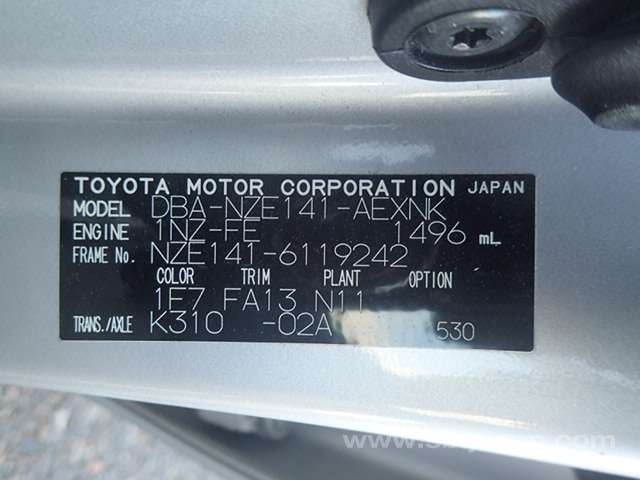 TOYOTA MOTOR CORPORATION JAPAN
MODEL DBA-NZE141-AEXNK
ENGINE 1NZ-FE 1496 mL
FRAME No. NZE141-6119242
COLOR TRIM PLANT OPTION
1E7 FA13 N11
TRANS./AXLE K310 -02A 530